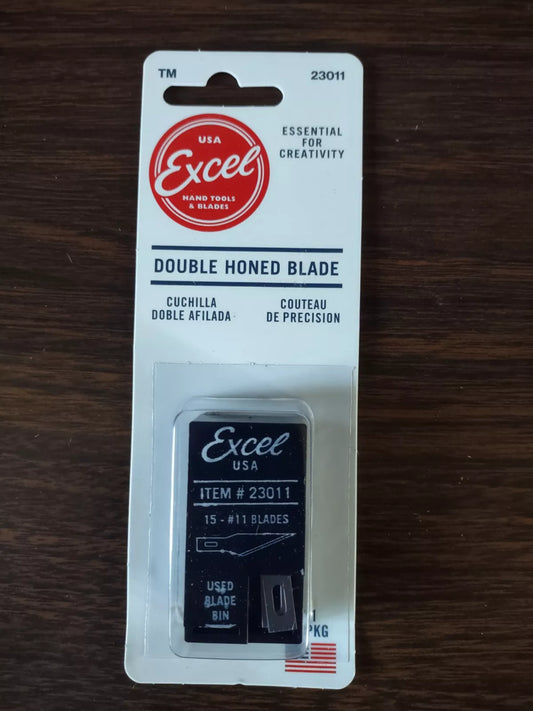 TM
23011
USA
Excel
HAND TOOLS
& BLADES
ESSENTIAL
FOR
CREATIVITY
DOUBLE HONED BLADE
CUCHILLA
DOBLE AFILADA
COUTEAU
DE PRECISION
Excel
USA
ITEM # 23011
15 - #11 BLADES
USED
BLADE
BIN
1
PKG